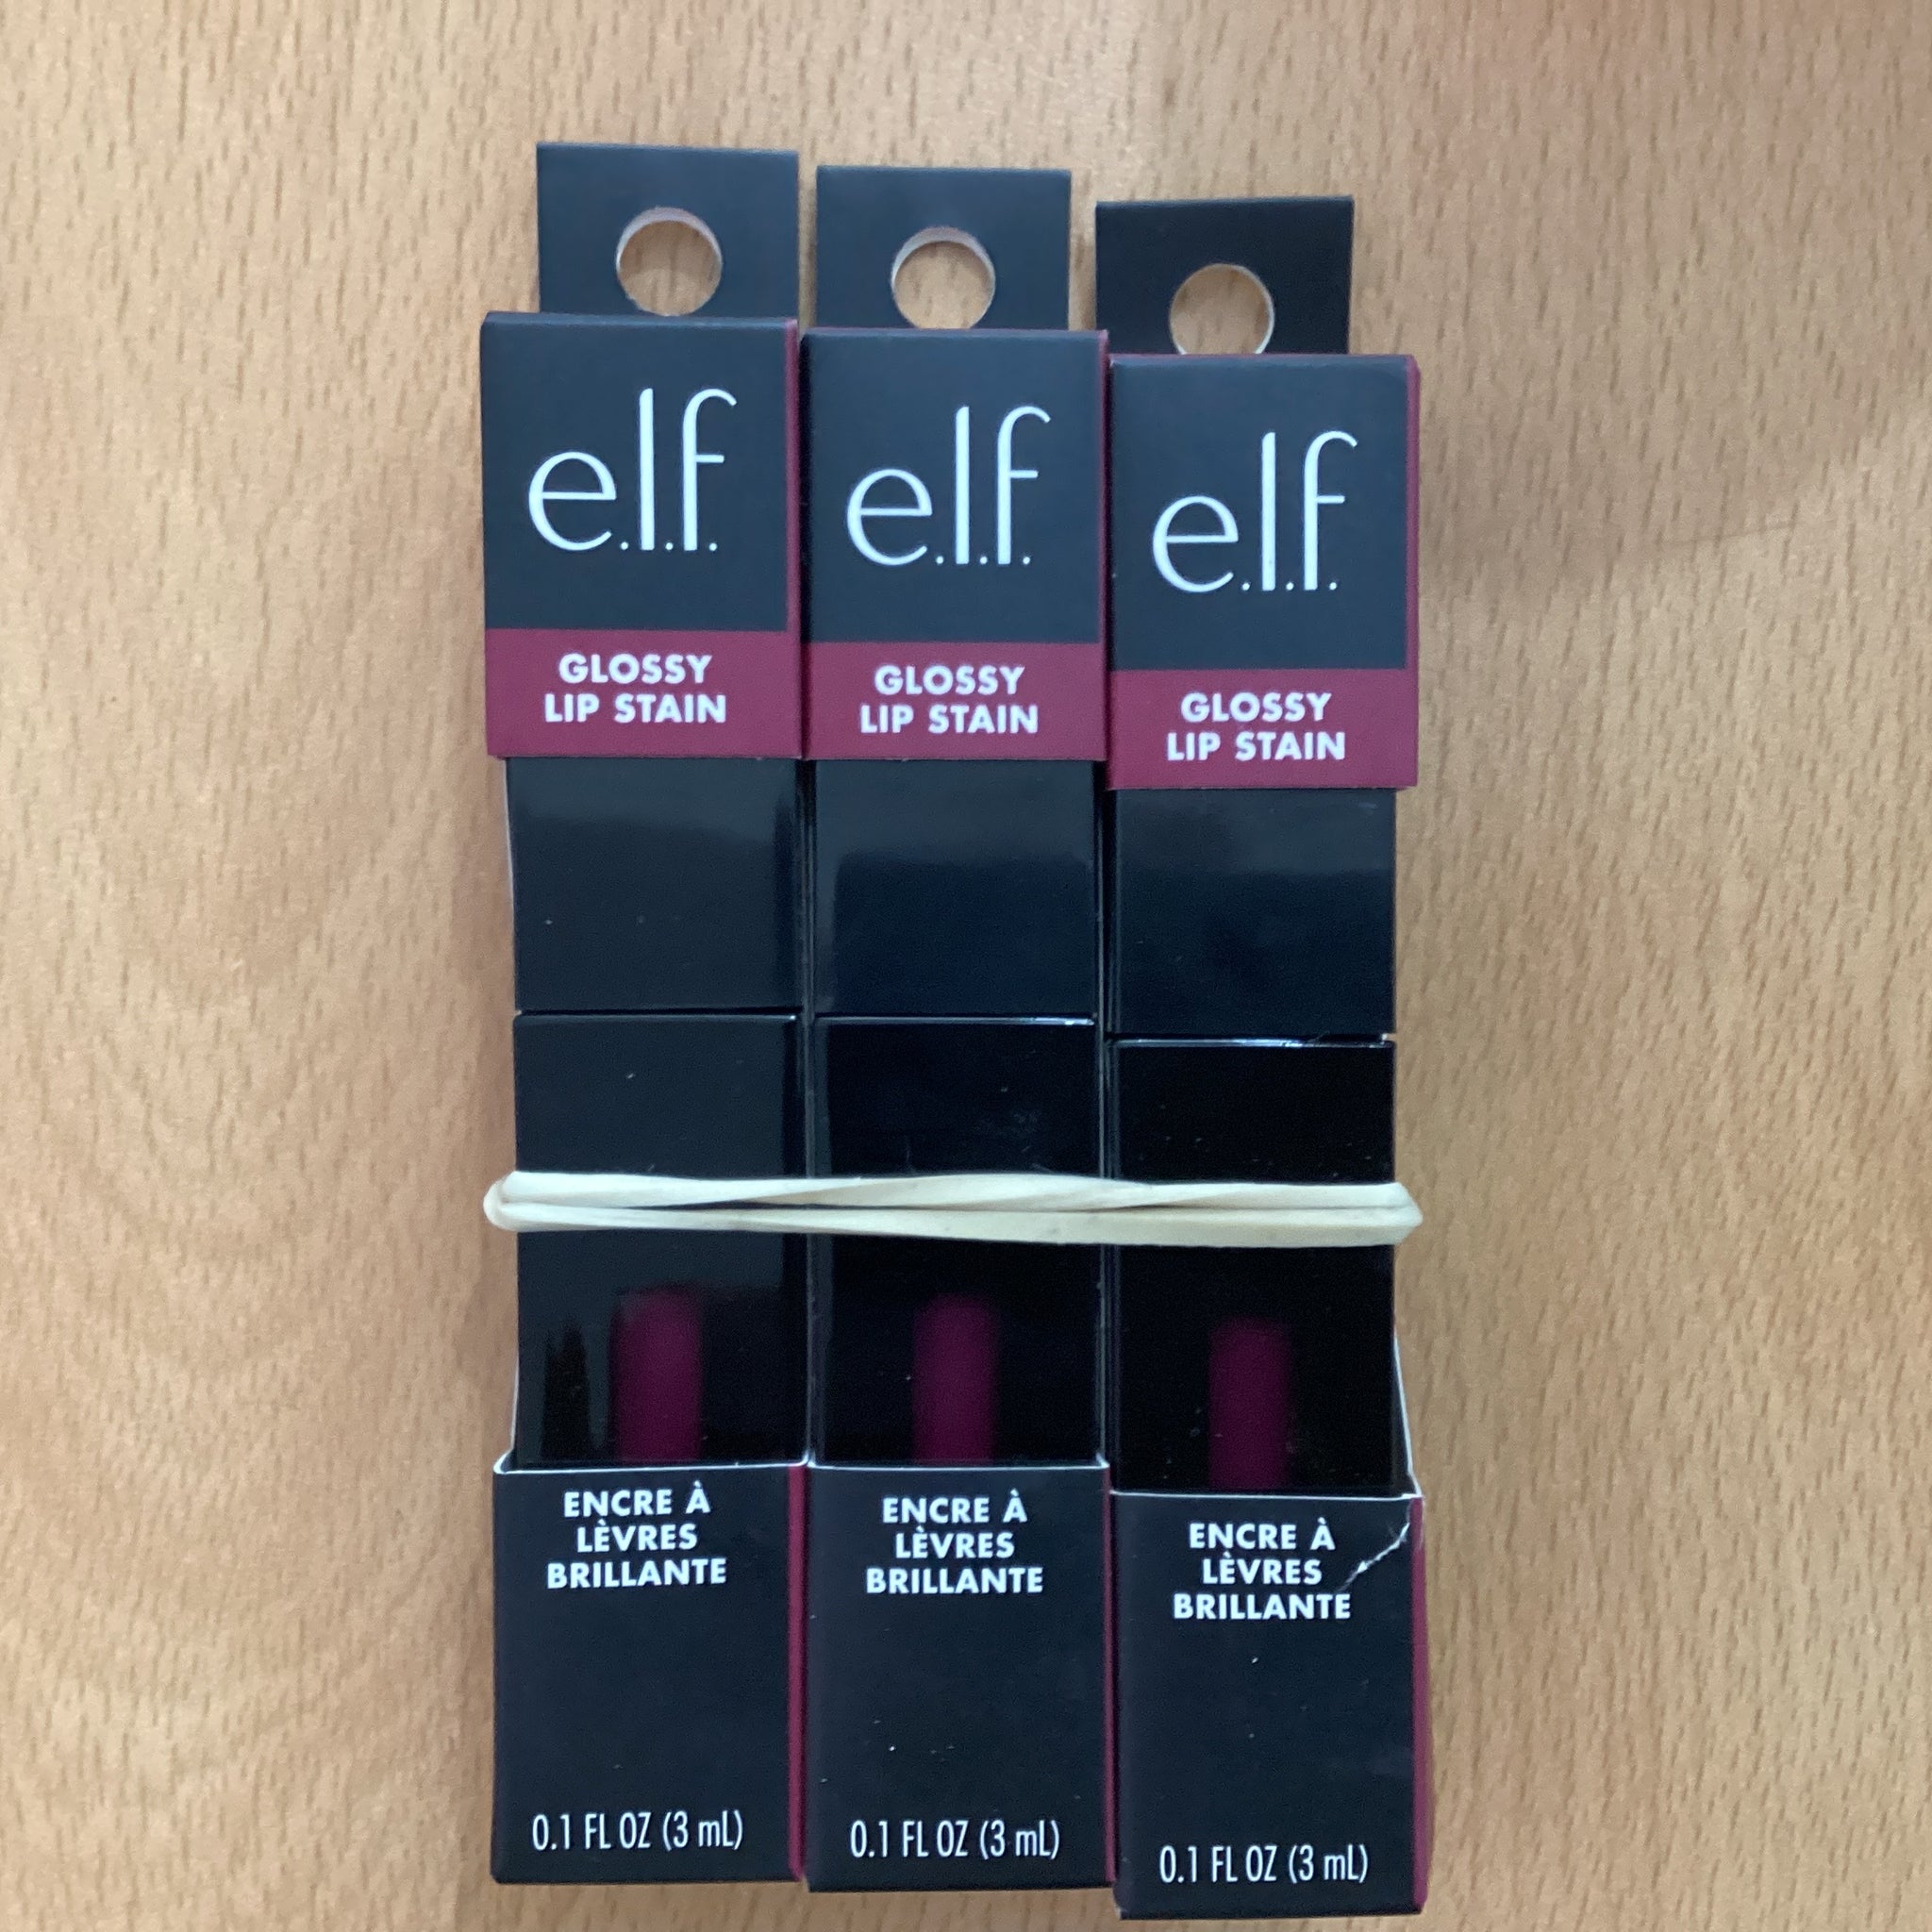 e.l.f.
GLOSSY
LIP STAIN
ENCRE À
LÈVRES
BRILLANTE
0.1 FL OZ (3 mL)
e.l.f.
GLOSSY
LIP STAIN
ENCRE À
LÈVRES
BRILLANTE
0.1 FL OZ (3 mL)
e.l.f.
GLOSSY
LIP STAIN
ENCRE À
LÈVRES
BRILLANTE
0.1 FL OZ (3 mL)